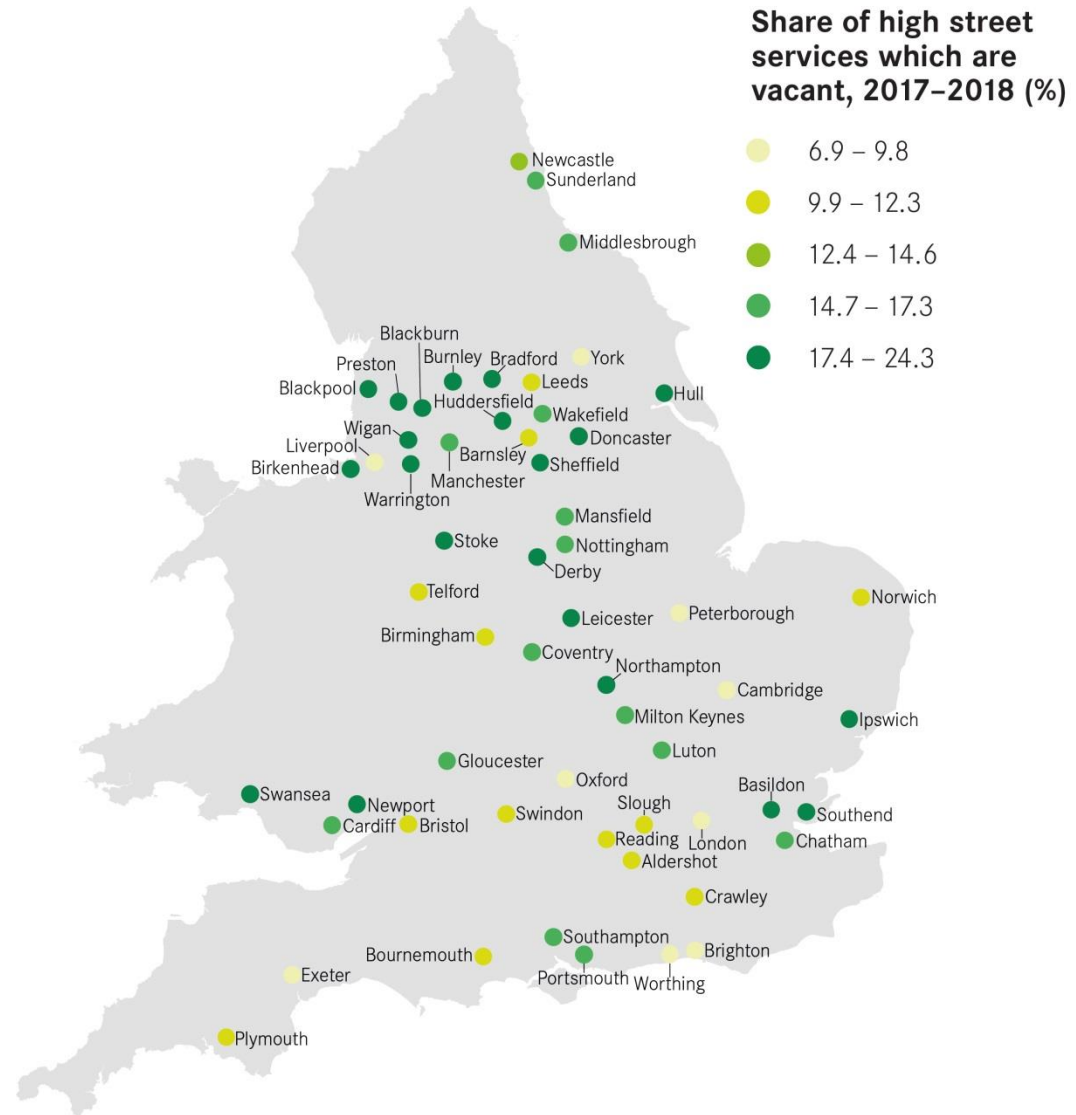 Share of high street
services which are
vacant, 2017–2018 (%)
6.9 – 9.8
9.9 – 12.3
12.4 – 14.6
14.7 – 17.3
17.4 – 24.3
Newcastle
Sunderland
Middlesbrough
Blackburn
Preston
Burnley
Bradford
York
Blackpool
Leeds
Hull
Huddersfield
Wakefield
Wigan
Doncaster
Liverpool
Barnsley
Birkenhead
Sheffield
Manchester
Warrington
Mansfield
Stoke
Nottingham
Derby
Telford
Norwich
Leicester
Peterborough
Birmingham
Coventry
Northampton
Cambridge
Milton Keynes
Ipswich
Luton
Gloucester
Oxford
Basildon
Swansea
Newport
Slough
Swindon
Southend
Cardiff
Bristol
Reading
London
Chatham
Aldershot
Crawley
Southampton
Bournemouth
Brighton
Portsmouth
Worthing
Exeter
Plymouth